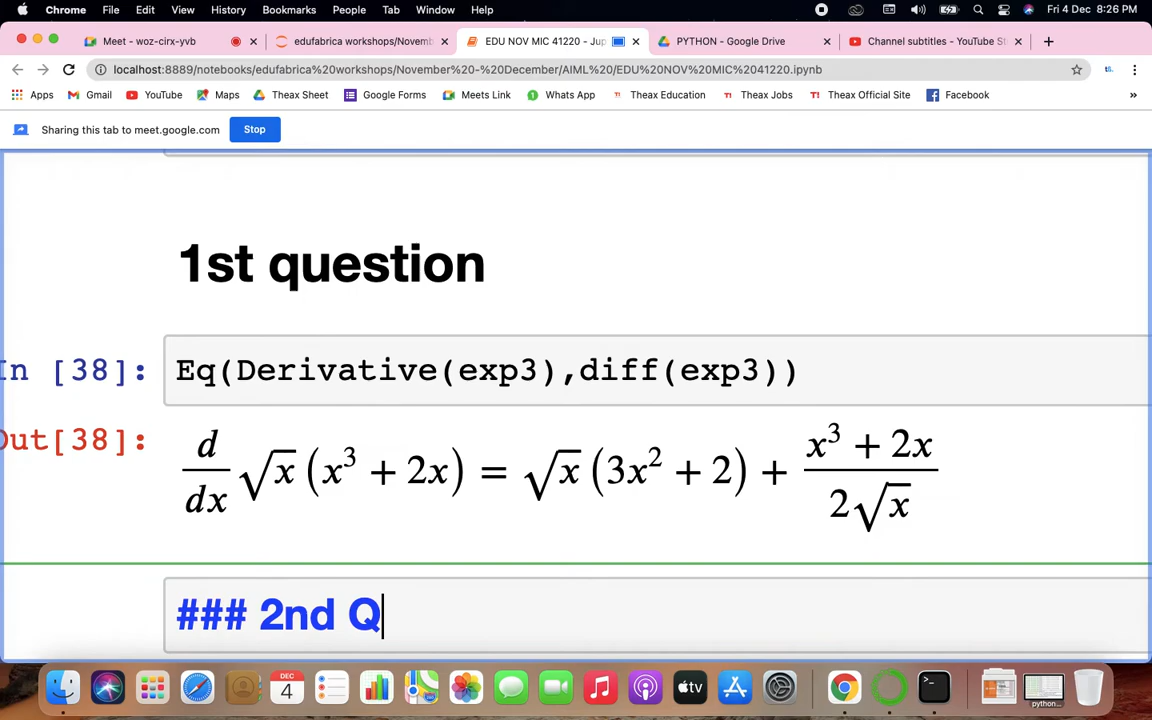 Chrome File Edit View History Bookmarks People Tab Window Help Fri 4 Dec 8:26 PM
Meet - woz-cirx-yvb edufabrica workshops/Novemb EDU NOV MIC 41220 - Jup PYTHON - Google Drive Channel subtitles - YouTube St
localhost:8889/notebooks/edufabrica%20workshops/November%20-%20December/AIML%20/EDU%20NOV%20MIC%2041220.ipynb
Apps Gmail YouTube Maps Theax Sheet Google Forms Meets Link Whats App Theax Education Theax Jobs Theax Official Site Facebook »
Sharing this tab to meet.google.com Stop
1st question
In [38]: Eq(Derivative(exp3),diff(exp3))
Out[38]: d/dx √x (x³ + 2x) = √x (3x² + 2) + (x³ + 2x)/(2√x)
### 2nd Q
DEC
4
tv
python...